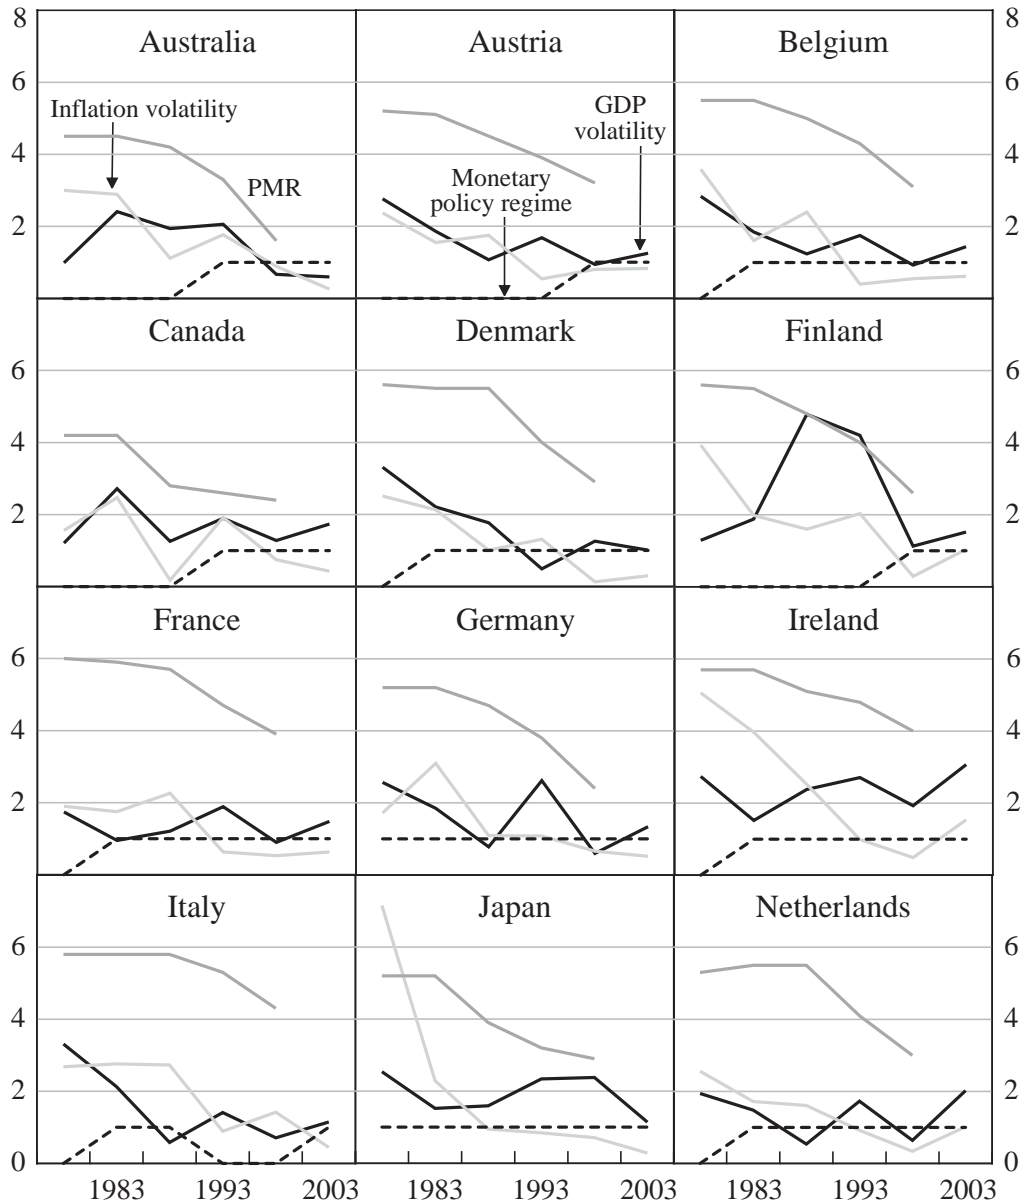 8
8
Australia
Austria
Belgium
6
6
Inflation volatility
GDP
volatility
4
4
Monetary
policy regime
PMR
2
2
Canada
Denmark
Finland
6
6
4
4
2
2
France
Germany
Ireland
6
6
4
4
2
2
Italy
Japan
Netherlands
6
6
4
4
2
2
0
0
1983 1993 2003 1983 1993 2003 1983 1993 2003